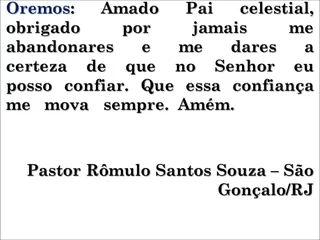 Oremos: Amado Pai celestial,
obrigado por jamais me
abandonares e me dares a
certeza de que no Senhor eu
posso confiar. Que essa confiança
me mova sempre. Amém.
Pastor Rômulo Santos Souza – São
Gonçalo/RJ